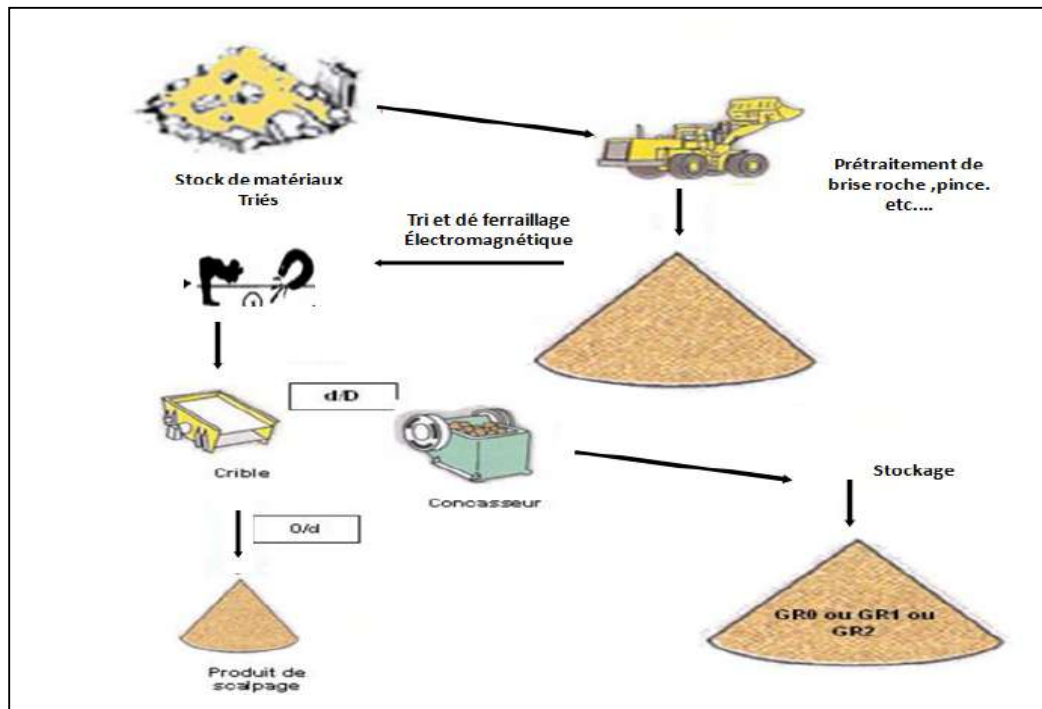 Stock de matériaux
Triés
Prétraitement de
brise roche ,pince.
etc....
Tri et dé ferraillage
Électromagnétique
d/D
Crible
Concasseur
Stockage
0/d
GR0 ou GR1 ou
GR2
Produit de
scalpage